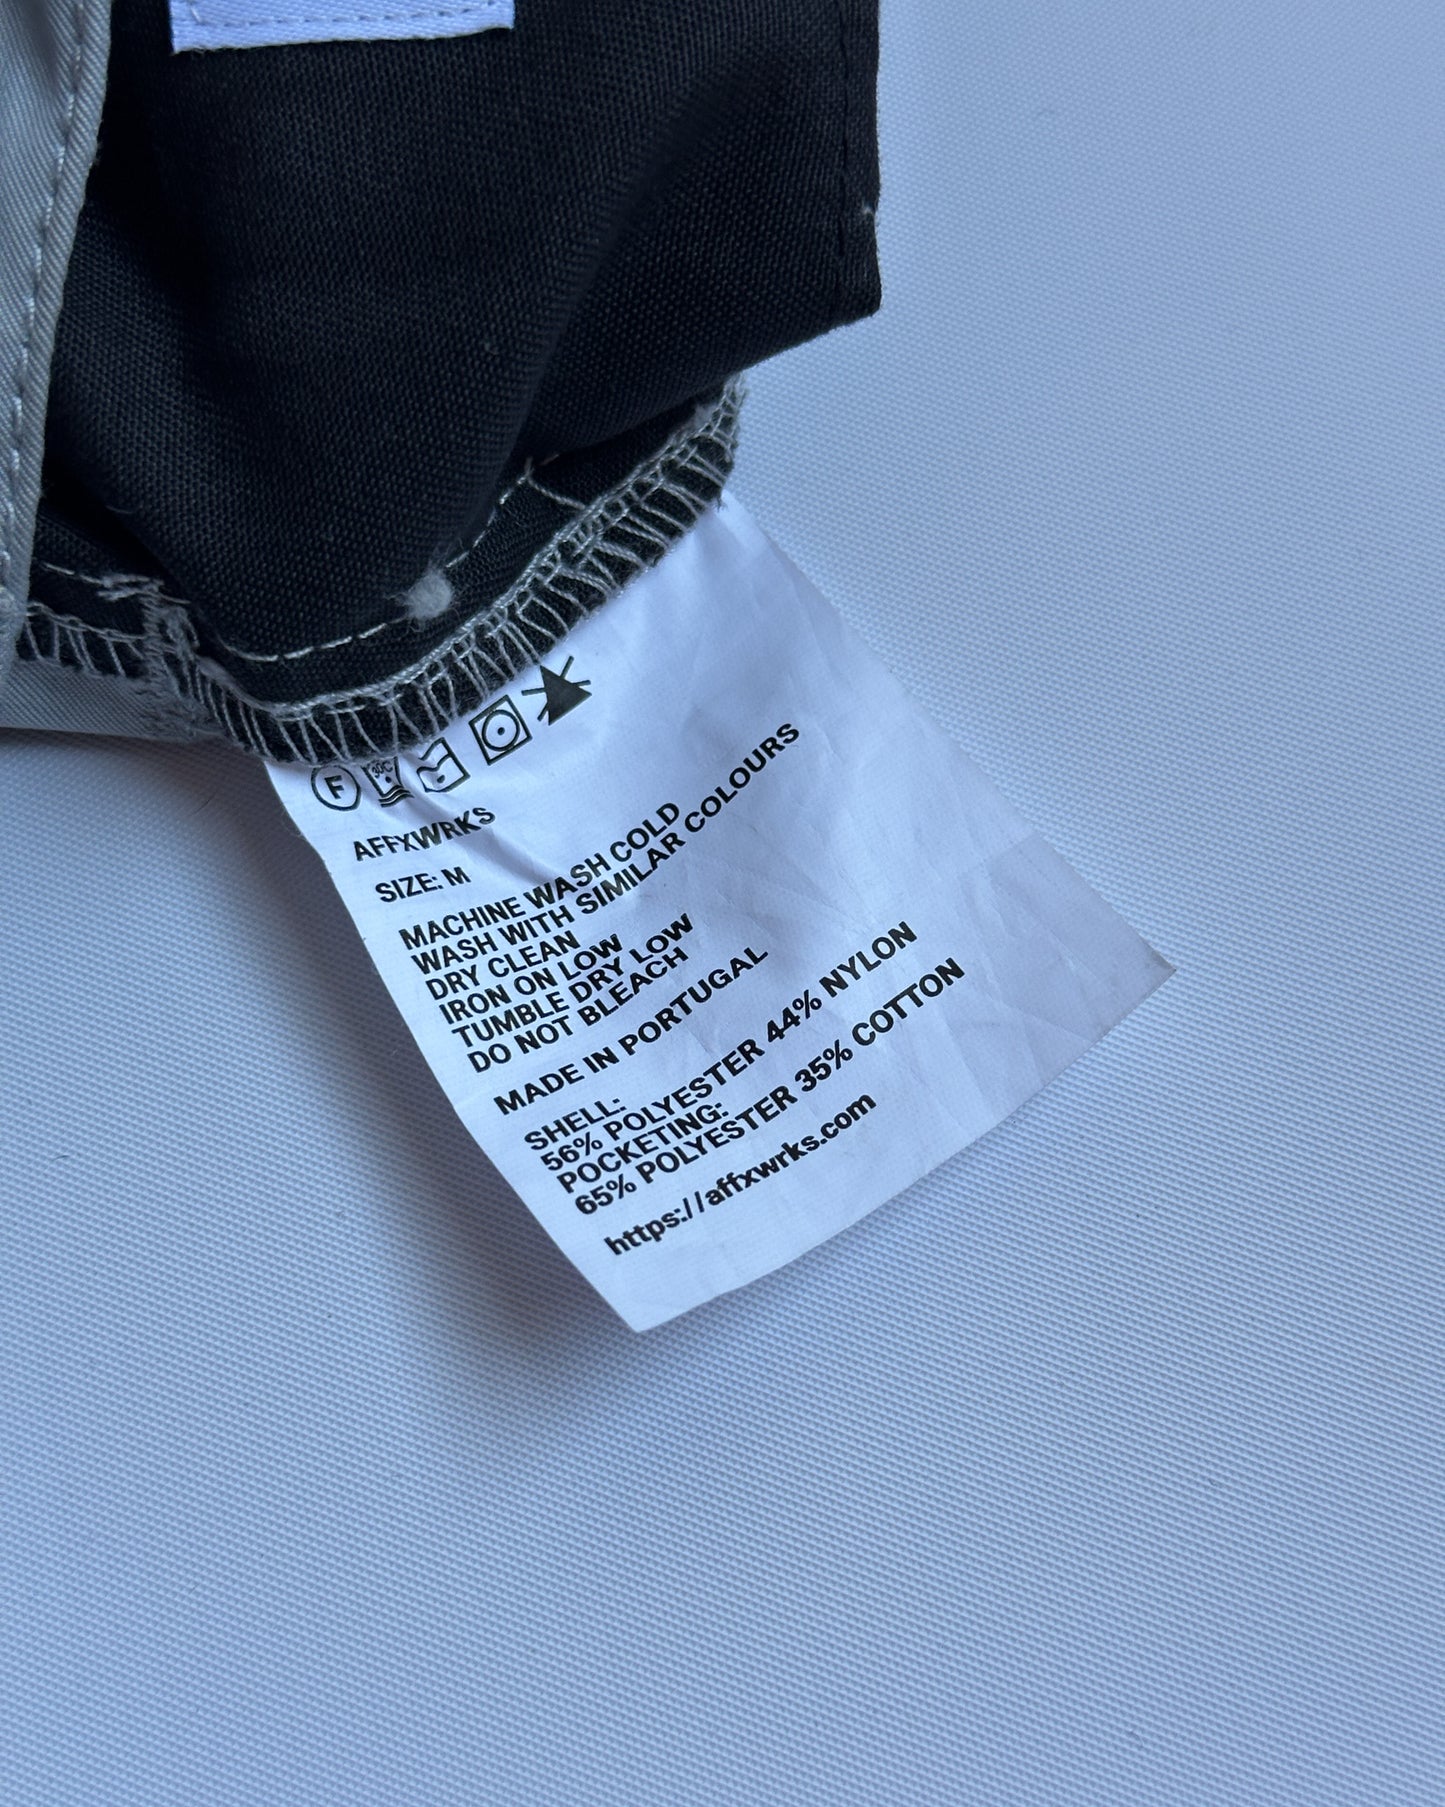 F 30C
AFFXWRKS
SIZE: M
MACHINE WASH COLD
WASH WITH SIMILAR COLOURS
DRY CLEAN
IRON ON LOW
TUMBLE DRY LOW
DO NOT BLEACH
MADE IN PORTUGAL
SHELL:
56% POLYESTER 44% NYLON
POCKETING:
65% POLYESTER 35% COTTON
https://affxwrks.com